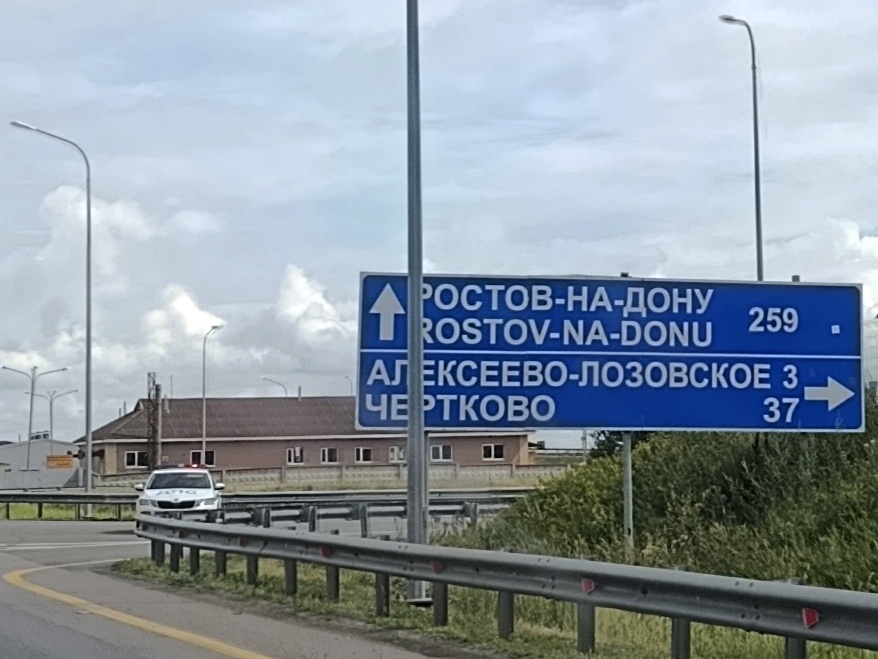 РОСТОВ-НА-ДОНУ
ROSTOV-NA-DONU 259
АЛЕКСЕЕВО-ЛОЗОВСКОЕ 3
ЧЕРТКОВО 37
ДПС